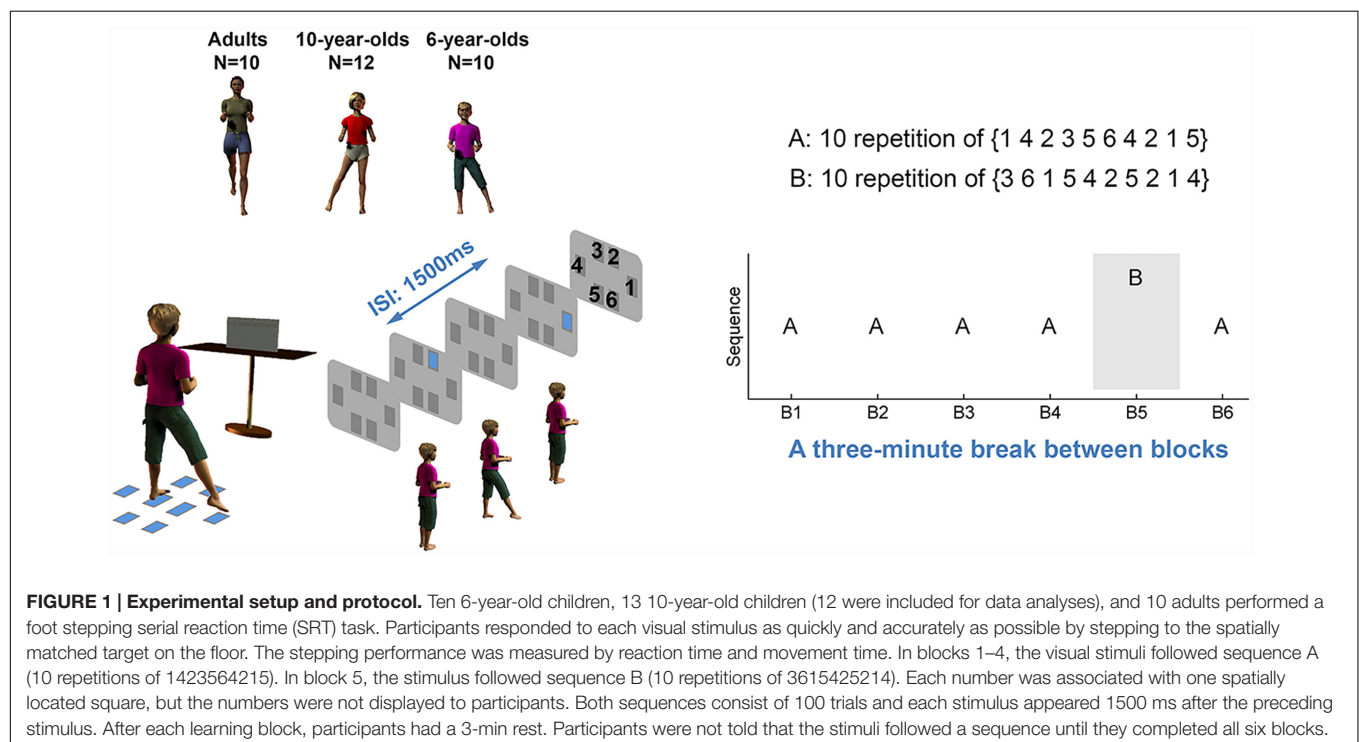 Adults 10-year-olds 6-year-olds
N=10 N=12 N=10
A: 10 repetition of {1 4 2 3 5 6 4 2 1 5}
B: 10 repetition of {3 6 1 5 4 2 5 2 1 4}
ISI: 1500ms
3 2
4 1
5 6
Sequence
B
A A A A A
B1 B2 B3 B4 B5 B6
A three-minute break between blocks
FIGURE 1 | Experimental setup and protocol. Ten 6-year-old children, 13 10-year-old children (12 were included for data analyses), and 10 adults performed a
foot stepping serial reaction time (SRT) task. Participants responded to each visual stimulus as quickly and accurately as possible by stepping to the spatially
matched target on the floor. The stepping performance was measured by reaction time and movement time. In blocks 1–4, the visual stimuli followed sequence A
(10 repetitions of 1423564215). In block 5, the stimulus followed sequence B (10 repetitions of 3615425214). Each number was associated with one spatially
located square, but the numbers were not displayed to participants. Both sequences consist of 100 trials and each stimulus appeared 1500 ms after the preceding
stimulus. After each learning block, participants had a 3-min rest. Participants were not told that the stimuli followed a sequence until they completed all six blocks.